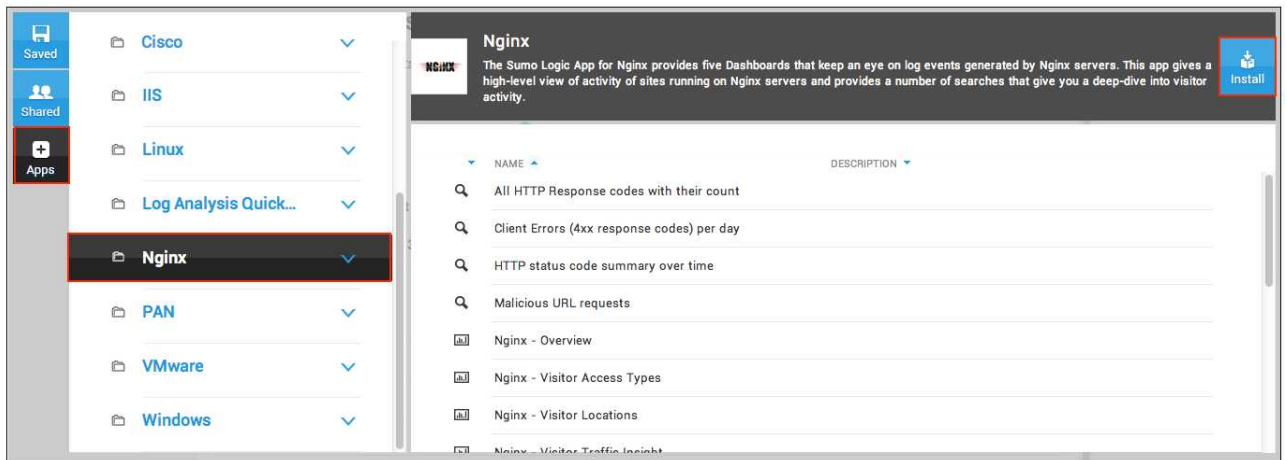 Saved
Shared
Apps
Cisco
IIS
Linux
Log Analysis Quick...
Nginx
PAN
VMware
Windows
NGiNX
Nginx
The Sumo Logic App for Nginx provides five Dashboards that keep an eye on log events generated by Nginx servers. This app gives a
high-level view of activity of sites running on Nginx servers and provides a number of searches that give you a deep-dive into visitor
activity.
Install
NAME DESCRIPTION
All HTTP Response codes with their count
Client Errors (4xx response codes) per day
HTTP status code summary over time
Malicious URL requests
Nginx - Overview
Nginx - Visitor Access Types
Nginx - Visitor Locations
Nginx - Visitor Traffic Insight